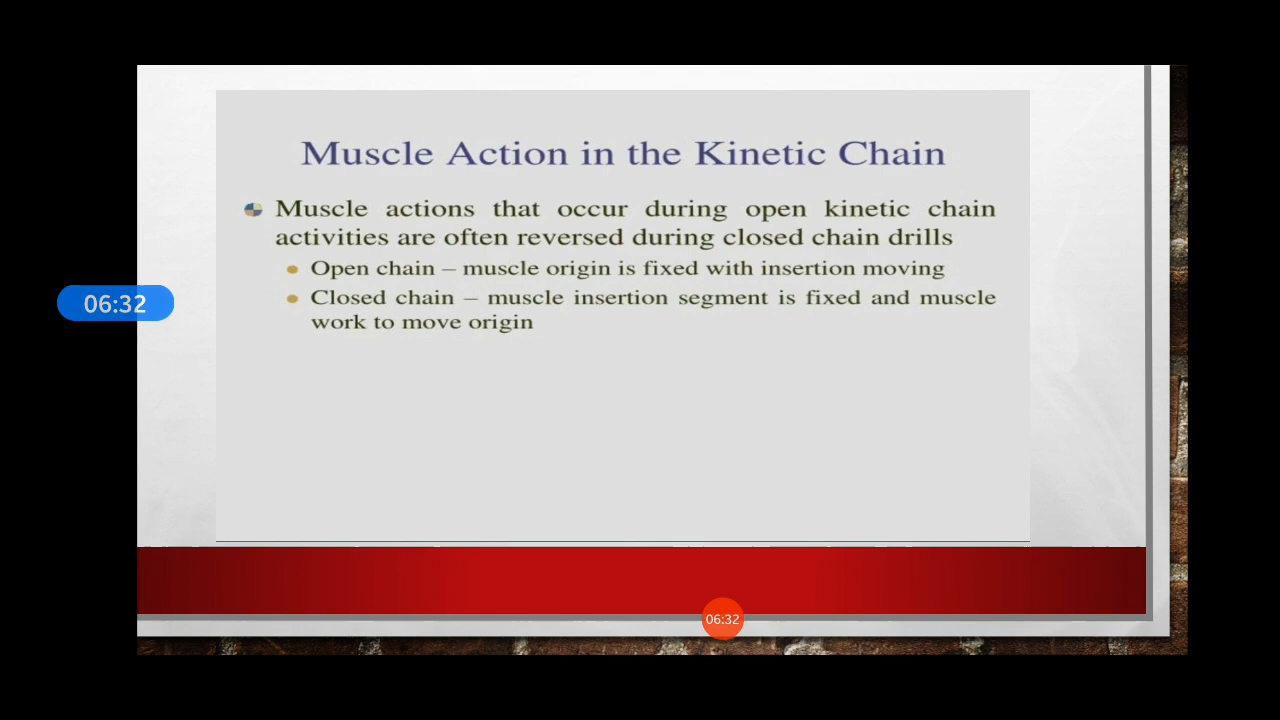 Muscle Action in the Kinetic Chain
Muscle actions that occur during open kinetic chain
activities are often reversed during closed chain drills
Open chain – muscle origin is fixed with insertion moving
Closed chain – muscle insertion segment is fixed and muscle
work to move origin
06:32
06:32